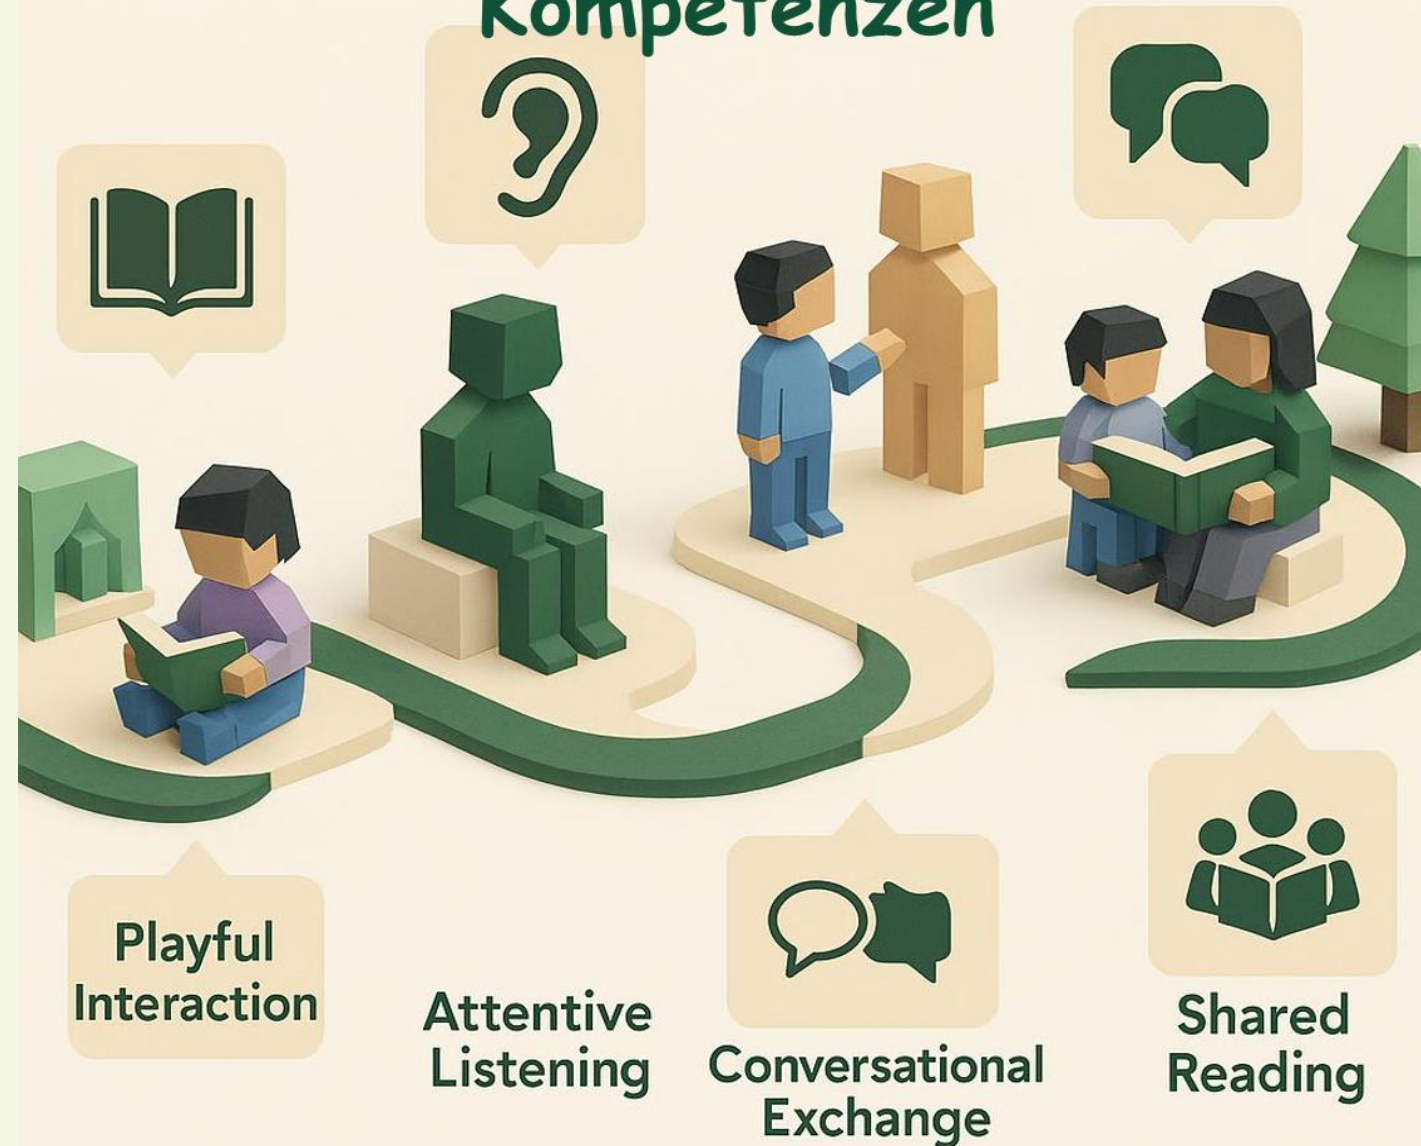 Kompetenzen
Playful
Interaction
Attentive
Listening
Conversational
Exchange
Shared
Reading